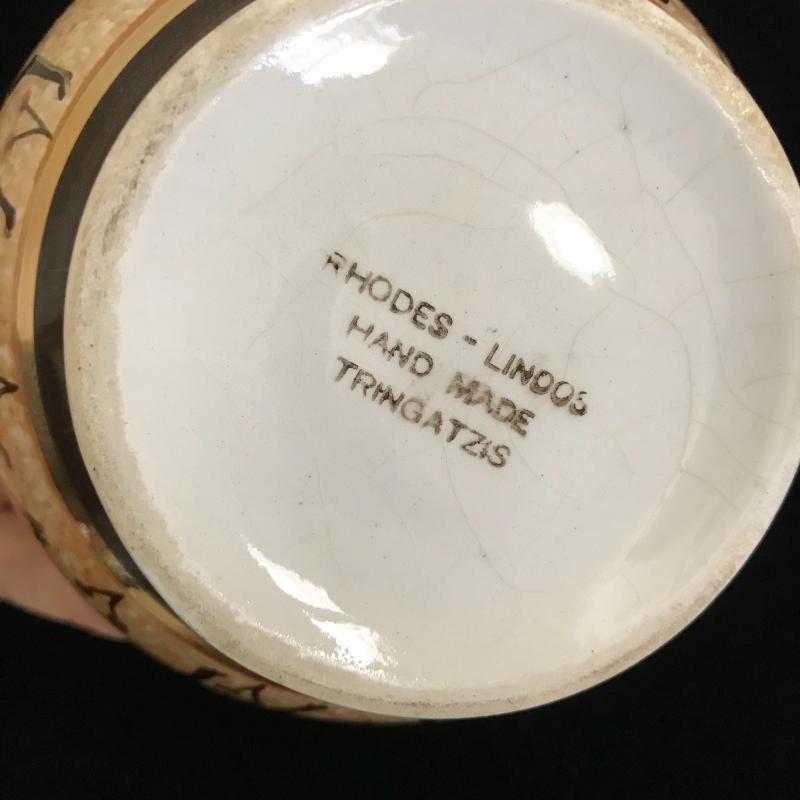 RHODES - LINDOS
HAND MADE
TRINGATZIS